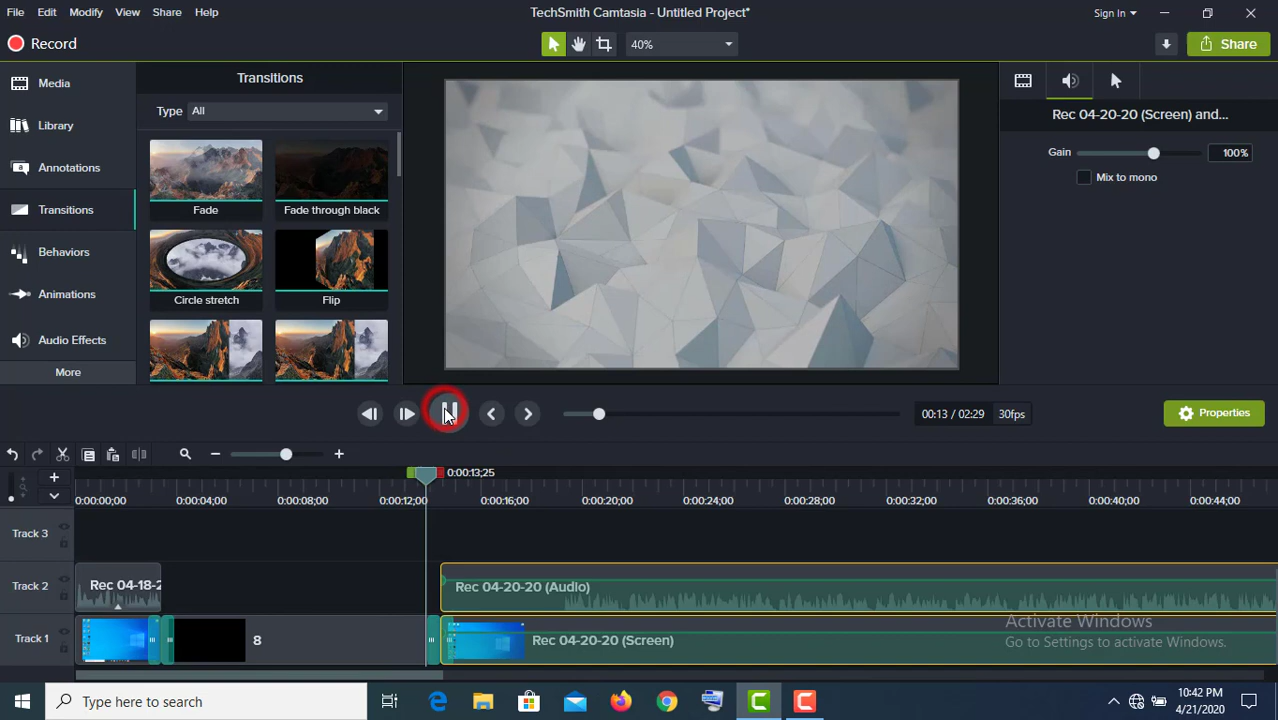 File Edit Modify View Share Help
TechSmith Camtasia - Untitled Project*
Sign In
Record
40%
Share
Media
Library
Annotations
Transitions
Behaviors
Animations
Audio Effects
More
Transitions
Type All
Fade
Fade through black
Circle stretch
Flip
Rec 04-20-20 (Screen) and...
Gain 100%
Mix to mono
00:13 / 02:29 30fps
Properties
0:00:13;25
0:00:00;00 0:00:04;00 0:00:08;00 0:00:12;00 0:00:16;00 0:00:20;00 0:00:24;00 0:00:28;00 0:00:32;00 0:00:36;00 0:00:40;00 0:00:44;00
Track 3
Track 2
Rec 04-18-2
Rec 04-20-20 (Audio)
Track 1
8
Rec 04-20-20 (Screen)
Activate Windows
Go to Settings to activate Windows.
Type here to search
10:42 PM
4/21/2020